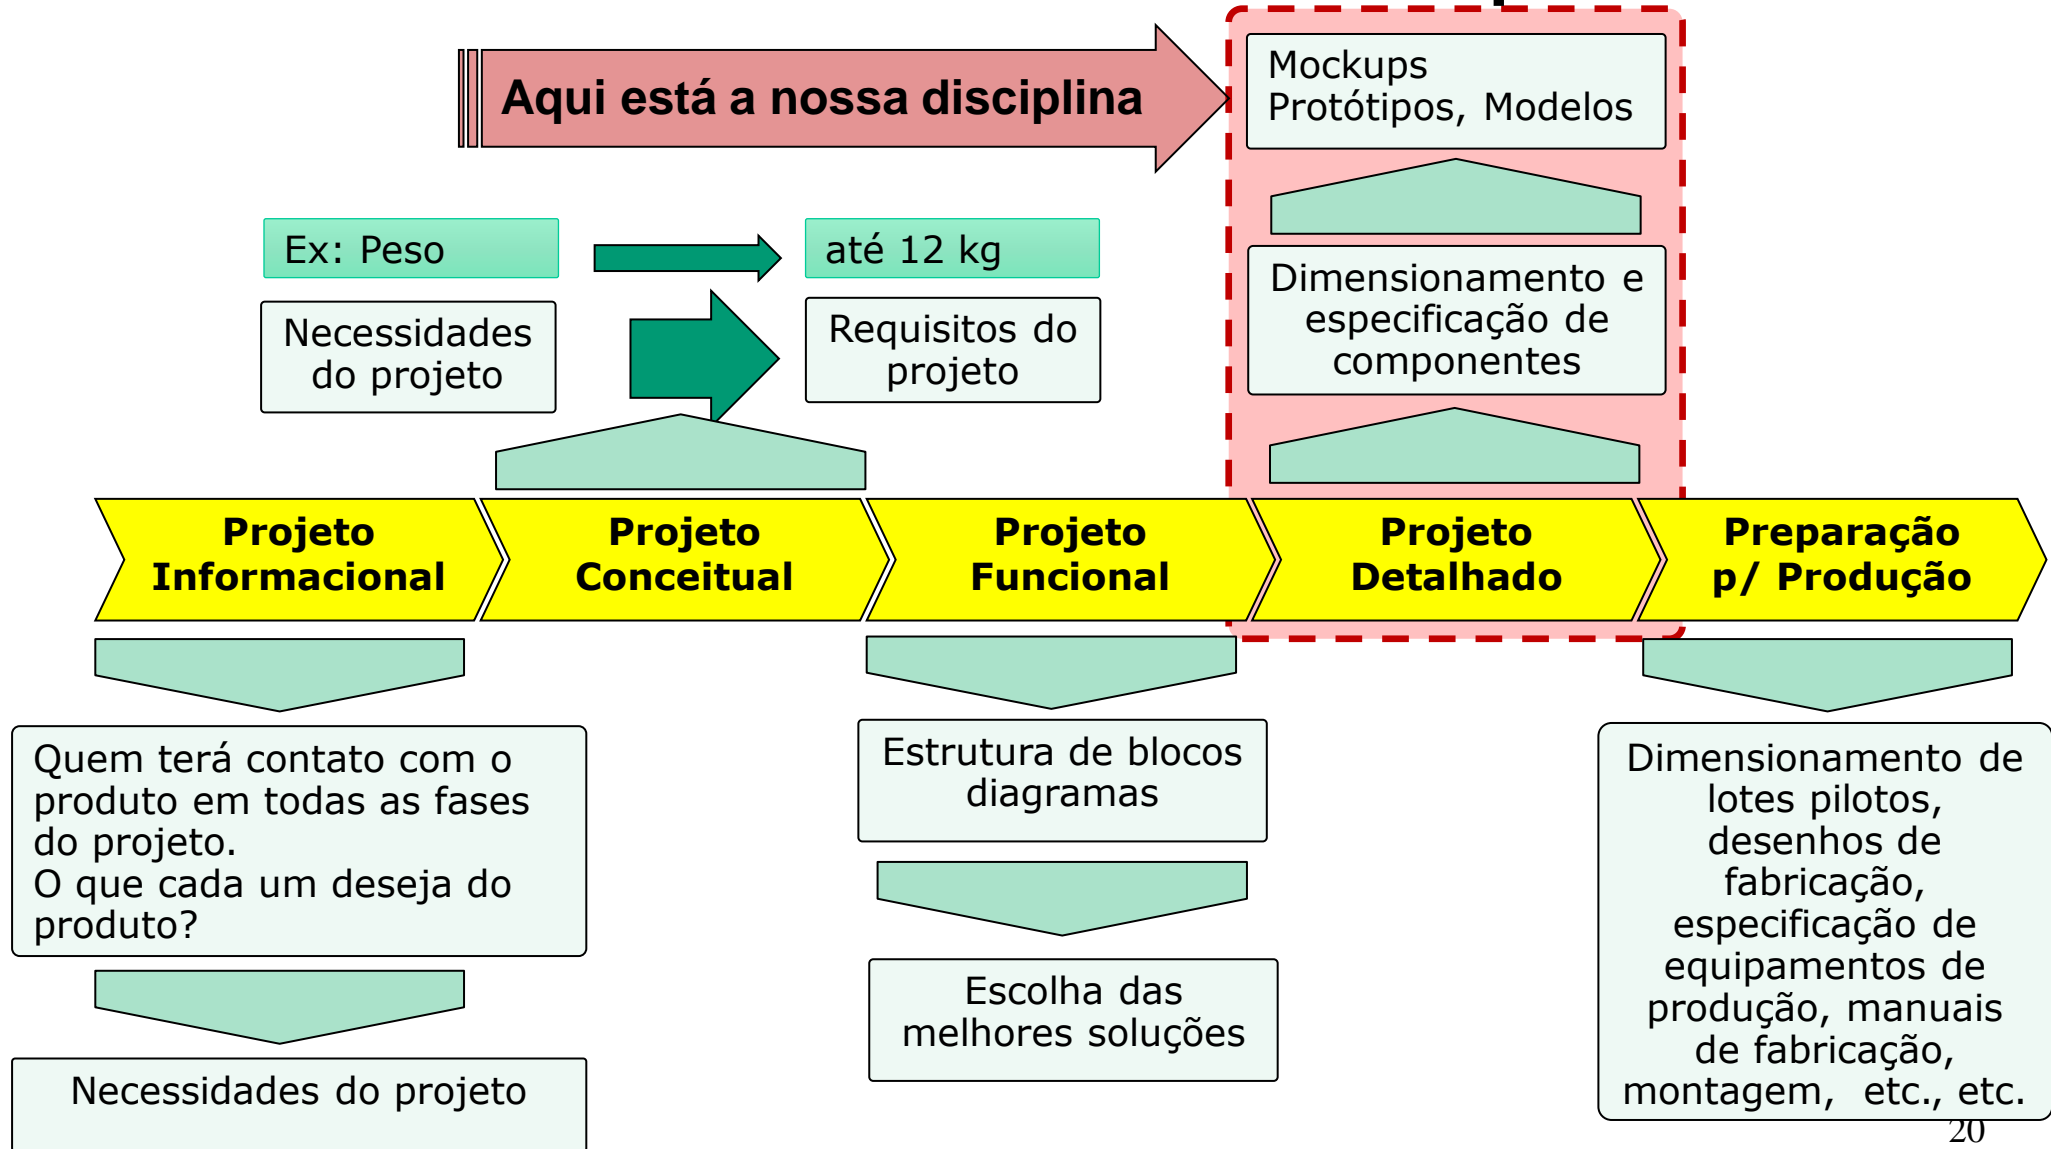 Aqui está a nossa disciplina
Mockups
Protótipos, Modelos
Ex: Peso
até 12 kg
Necessidades
do projeto
Requisitos do
projeto
Dimensionamento e
especificação de
componentes
Projeto
Informacional
Projeto
Conceitual
Projeto
Funcional
Projeto
Detalhado
Preparação
p/ Produção
Quem terá contato com o
produto em todas as fases
do projeto.
O que cada um deseja do
produto?
Necessidades do projeto
Estrutura de blocos
diagramas
Escolha das
melhores soluções
Dimensionamento de
lotes pilotos,
desenhos de
fabricação,
especificação de
equipamentos de
produção, manuais
de fabricação,
montagem, etc., etc.
20